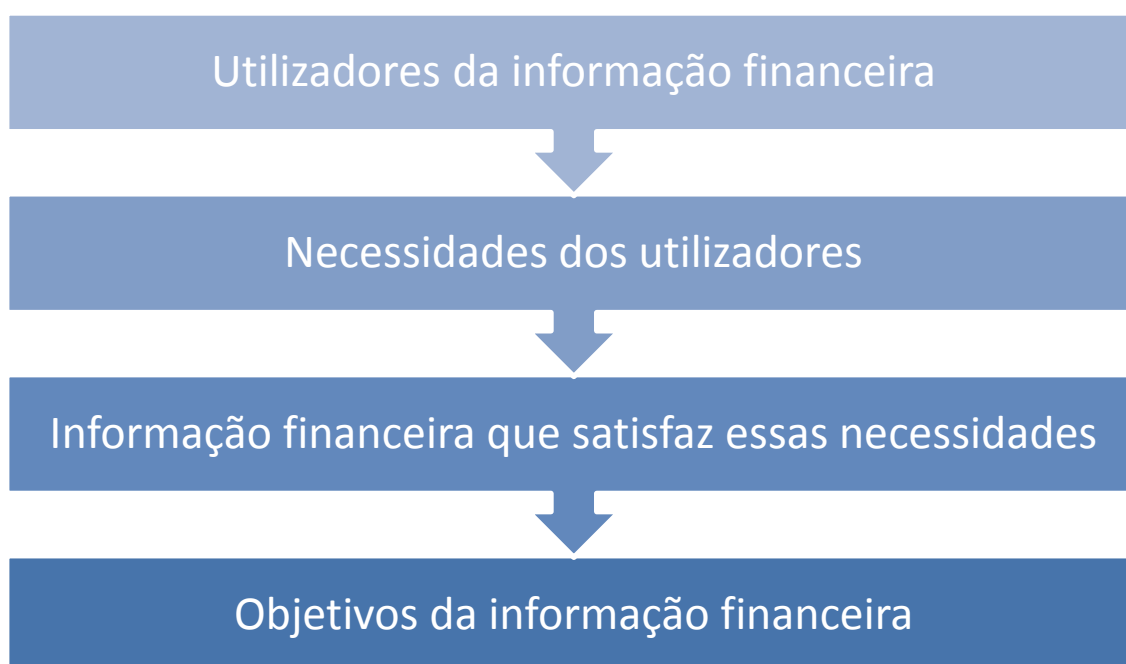 Utilizadores da informação financeira
Necessidades dos utilizadores
Informação financeira que satisfaz essas necessidades
Objetivos da informação financeira